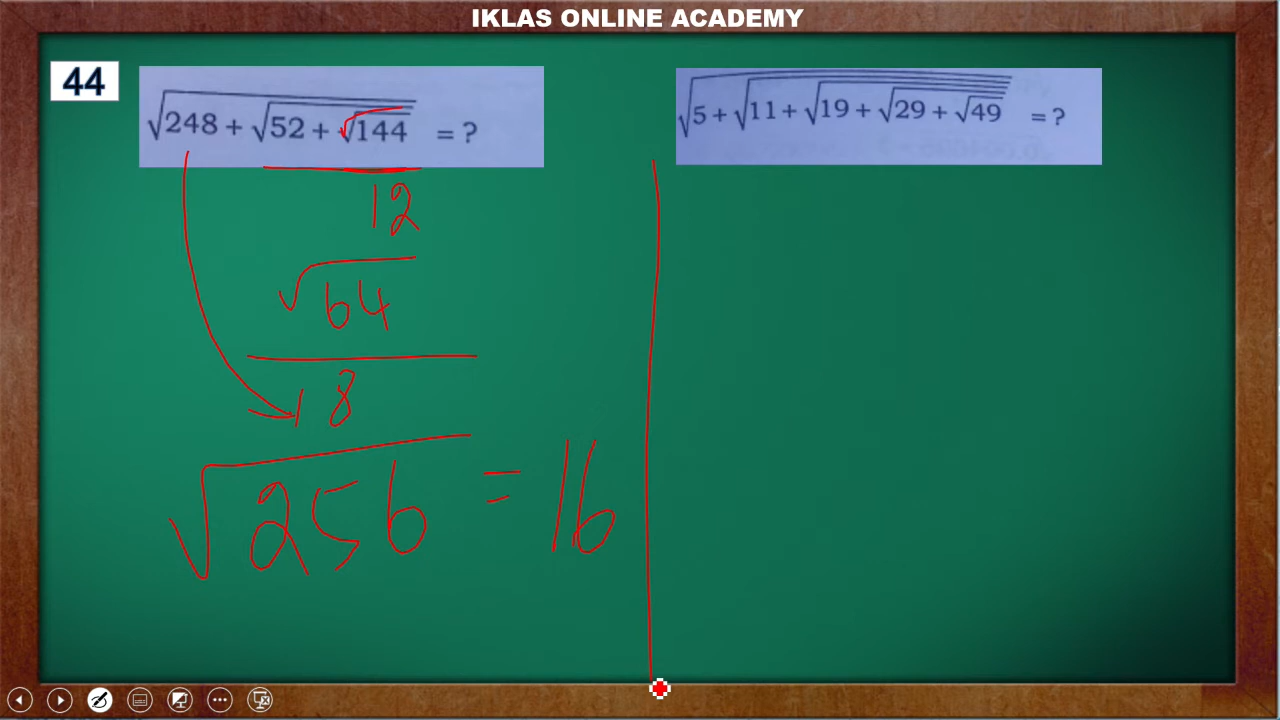 IKLAS ONLINE ACADEMY
44
√248 + √52 + √144 = ?
√5 + √11 + √19 + √29 + √49 = ?
12
√64
8
√256 = 16